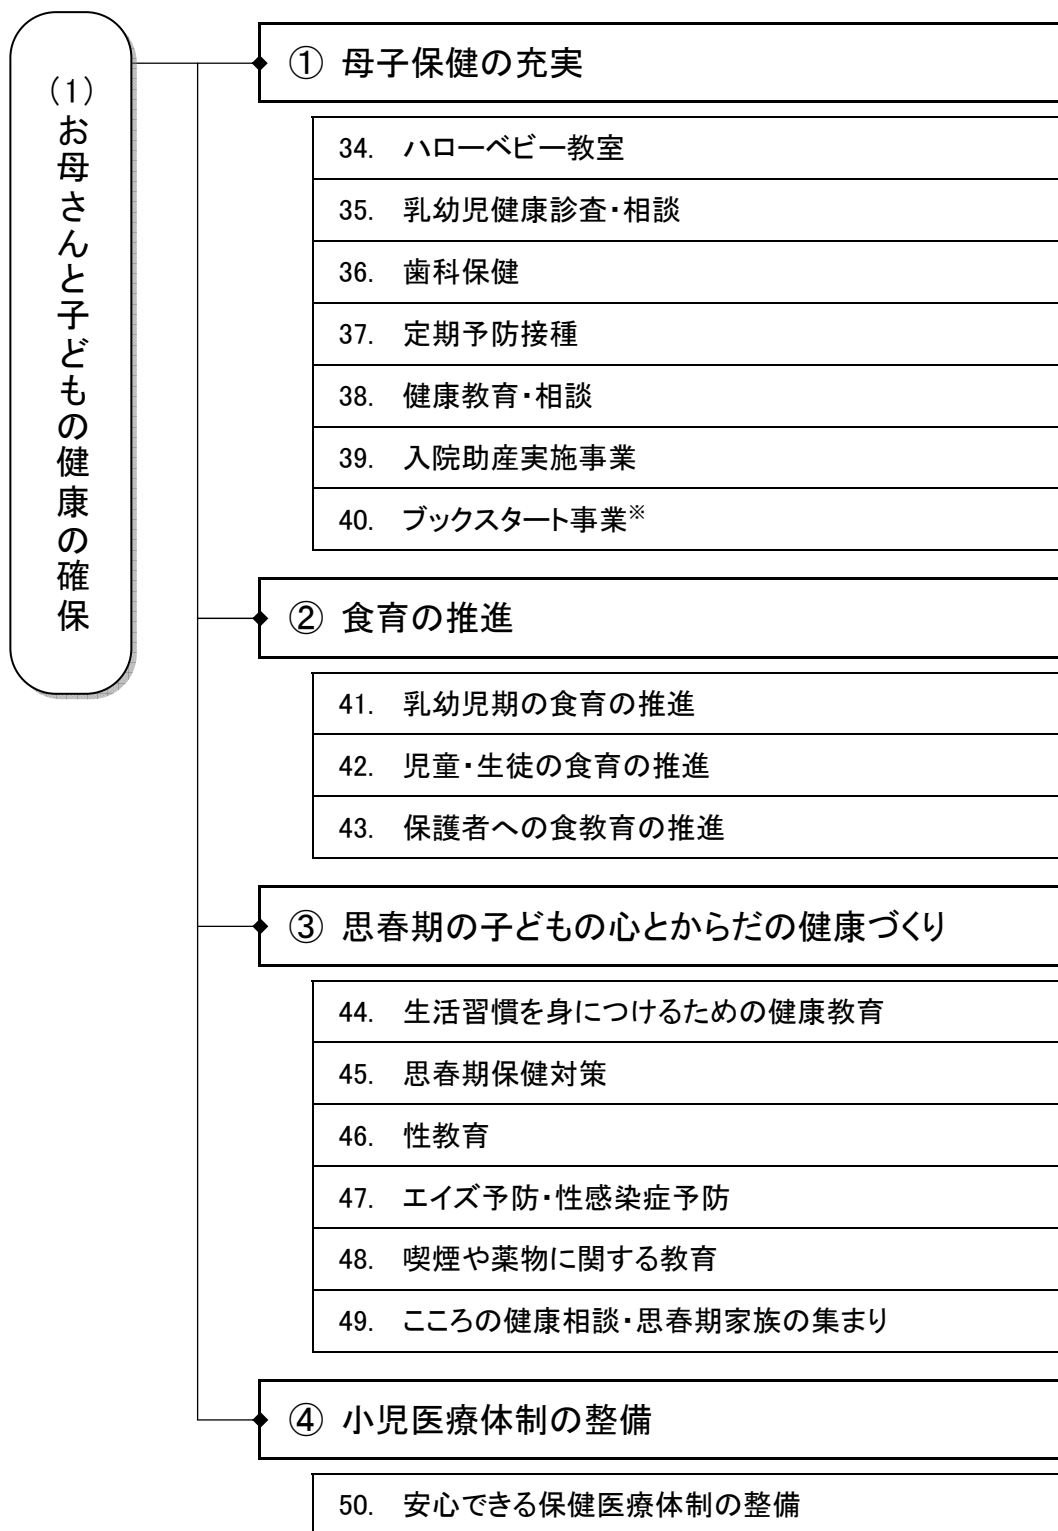 (1)お母さんと子どもの健康の確保
① 母子保健の充実
34. ハローベビー教室
35. 乳幼児健康診査・相談
36. 歯科保健
37. 定期予防接種
38. 健康教育・相談
39. 入院助産実施事業
40. ブックスタート事業※
② 食育の推進
41. 乳幼児期の食育の推進
42. 児童・生徒の食育の推進
43. 保護者への食教育の推進
③ 思春期の子どもの心とからだの健康づくり
44. 生活習慣を身につけるための健康教育
45. 思春期保健対策
46. 性教育
47. エイズ予防・性感染症予防
48. 喫煙や薬物に関する教育
49. こころの健康相談・思春期家族の集まり
④ 小児医療体制の整備
50. 安心できる保健医療体制の整備